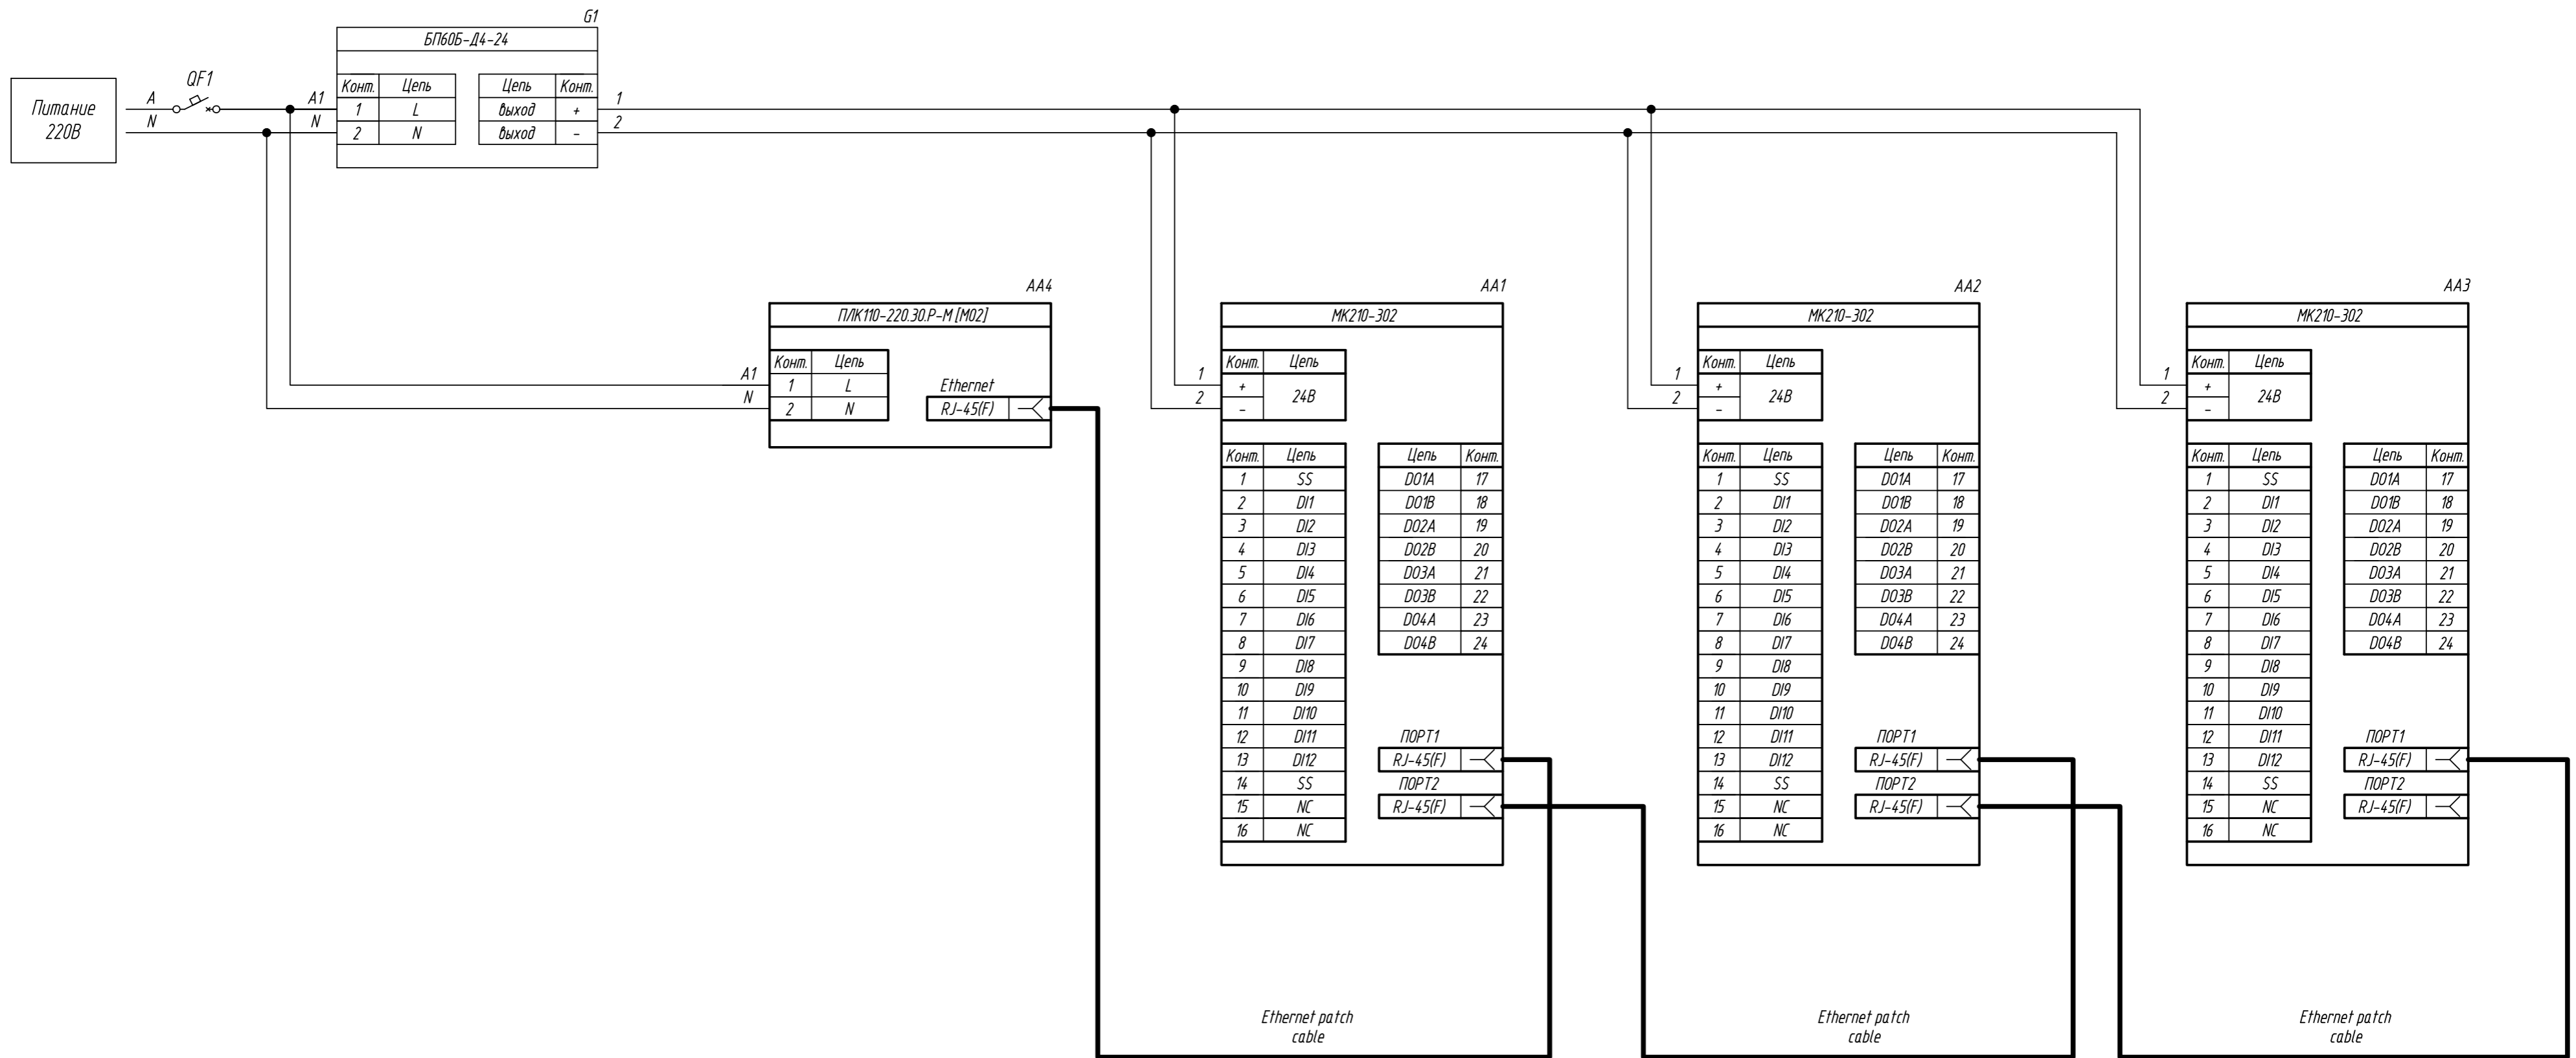 G1
БП60Б-Д4-24
Питание
220В
A
N
QF1
A1
N
Конт. Цепь Цепь Конт.
1 L выход +
2 N выход -
1
2
AA4
ПЛК110-220.30.Р-М [М02]
A1
N
Конт. Цепь
1 L
2 N
Ethernet
RJ-45(F)
AA1
МК210-302
1
2
Конт. Цепь
+ 24В
-
Конт. Цепь Цепь Конт.
1 SS DO1A 17
2 DI1 DO1B 18
3 DI2 DO2A 19
4 DI3 DO2B 20
5 DI4 DO3A 21
6 DI5 DO3B 22
7 DI6 DO4A 23
8 DI7 DO4B 24
9 DI8
10 DI9
11 DI10
12 DI11 ПОРТ1
13 DI12 RJ-45(F)
14 SS ПОРТ2
15 NC RJ-45(F)
16 NC
AA2
МК210-302
1
2
Конт. Цепь
+ 24В
-
Конт. Цепь Цепь Конт.
1 SS DO1A 17
2 DI1 DO1B 18
3 DI2 DO2A 19
4 DI3 DO2B 20
5 DI4 DO3A 21
6 DI5 DO3B 22
7 DI6 DO4A 23
8 DI7 DO4B 24
9 DI8
10 DI9
11 DI10
12 DI11 ПОРТ1
13 DI12 RJ-45(F)
14 SS ПОРТ2
15 NC RJ-45(F)
16 NC
AA3
МК210-302
1
2
Конт. Цепь
+ 24В
-
Конт. Цепь Цепь Конт.
1 SS DO1A 17
2 DI1 DO1B 18
3 DI2 DO2A 19
4 DI3 DO2B 20
5 DI4 DO3A 21
6 DI5 DO3B 22
7 DI6 DO4A 23
8 DI7 DO4B 24
9 DI8
10 DI9
11 DI10
12 DI11 ПОРТ1
13 DI12 RJ-45(F)
14 SS ПОРТ2
15 NC RJ-45(F)
16 NC
Ethernet patch
cable
Ethernet patch
cable
Ethernet patch
cable